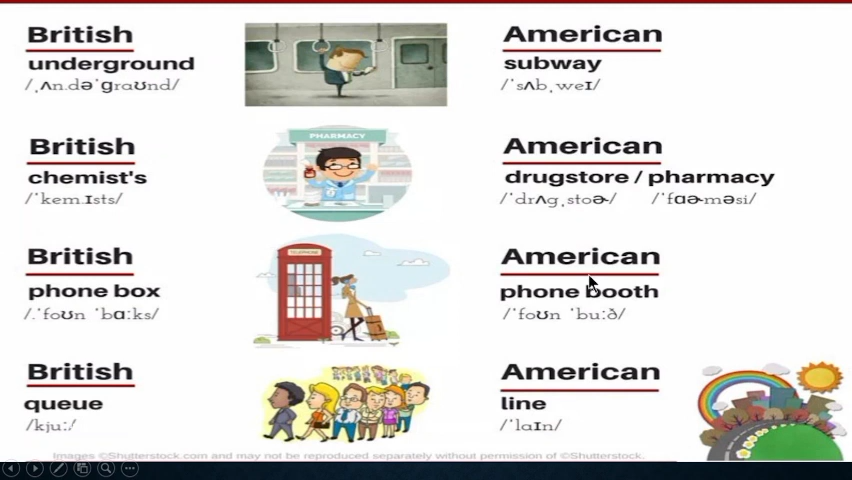 British American
underground subway
/ˌʌn.dəˈɡraʊnd/ /ˈsʌbˌweɪ/
PHARMACY
British American
chemist's drugstore / pharmacy
/ˈkem.ɪsts/ /ˈdrʌɡˌstoɚ/ /ˈfɑɚməsi/
British American
TELEPHONE
phone box phone booth
/.ˈfoʊn ˈbɑːks/ /ˈfoʊn ˈbuːð/
British American
queue line
/kjuː/ /ˈlaɪn/
Images ©Shutterstock.com and may not be reproduced separately without permission of ©Shutterstock.